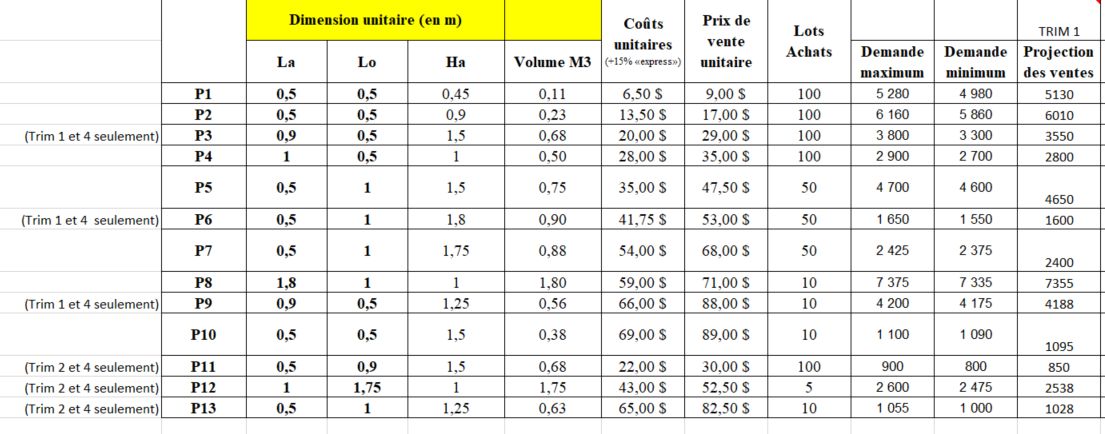 Dimension unitaire (en m) Coûts unitaires (+15% «express») Prix de vente unitaire Lots Achats TRIM 1
La Lo Ha Volume M3 Demande maximum Demande minimum Projection des ventes
P1 0,5 0,5 0,45 0,11 6,50 $ 9,00 $ 100 5 280 4 980 5130
P2 0,5 0,5 0,9 0,23 13,50 $ 17,00 $ 100 6 160 5 860 6010
(Trim 1 et 4 seulement) P3 0,9 0,5 1,5 0,68 20,00 $ 29,00 $ 100 3 800 3 300 3550
P4 1 0,5 1 0,50 28,00 $ 35,00 $ 100 2 900 2 700 2800
P5 0,5 1 1,5 0,75 35,00 $ 47,50 $ 50 4 700 4 600 4650
(Trim 1 et 4 seulement) P6 0,5 1 1,8 0,90 41,75 $ 53,00 $ 50 1 650 1 550 1600
P7 0,5 1 1,75 0,88 54,00 $ 68,00 $ 50 2 425 2 375 2400
P8 1,8 1 1 1,80 59,00 $ 71,00 $ 10 7 375 7 335 7355
(Trim 1 et 4 seulement) P9 0,9 0,5 1,25 0,56 66,00 $ 88,00 $ 10 4 200 4 175 4188
P10 0,5 0,5 1,5 0,38 69,00 $ 89,00 $ 10 1 100 1 090 1095
(Trim 2 et 4 seulement) P11 0,5 0,9 1,5 0,68 22,00 $ 30,00 $ 100 900 800 850
(Trim 2 et 4 seulement) P12 1 1,75 1 1,75 43,00 $ 52,50 $ 5 2 600 2 475 2538
(Trim 2 et 4 seulement) P13 0,5 1 1,25 0,63 65,00 $ 82,50 $ 10 1 055 1 000 1028